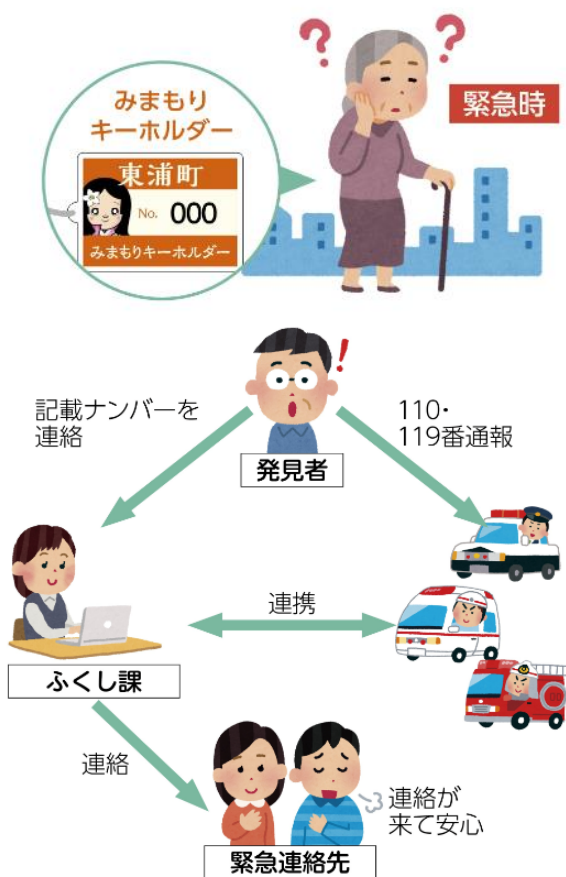 みまもり
キーホルダー
東浦町
No. 000
みまもりキーホルダー
緊急時
記載ナンバーを
連絡
110・
119番通報
発見者
連携
ふくし課
連絡
連絡が
来て安心
緊急連絡先